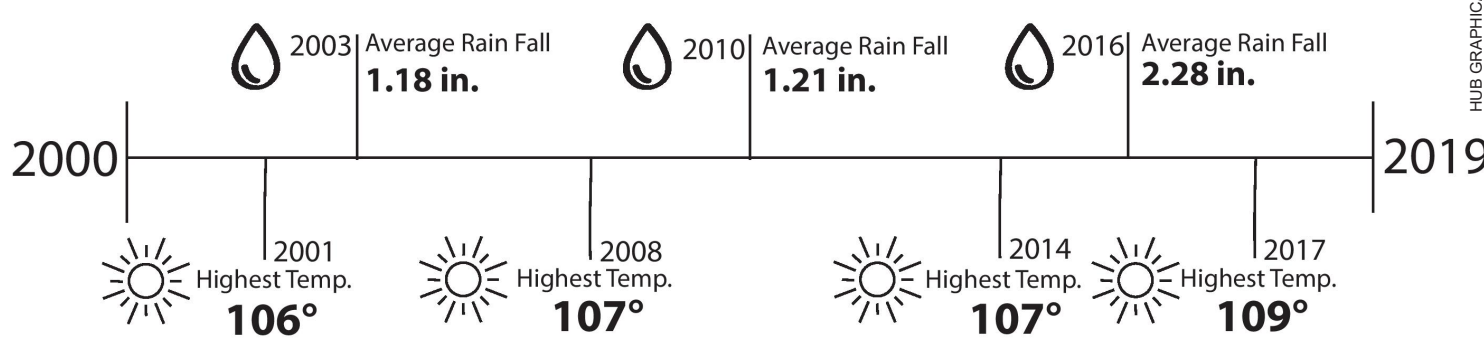 2003 Average Rain Fall
1.18 in.
2010 Average Rain Fall
1.21 in.
2016 Average Rain Fall
2.28 in.
HUB GRAPHIC
2000
2019
2001
Highest Temp.
106°
2008
Highest Temp.
107°
2014
Highest Temp.
107°
2017
Highest Temp.
109°